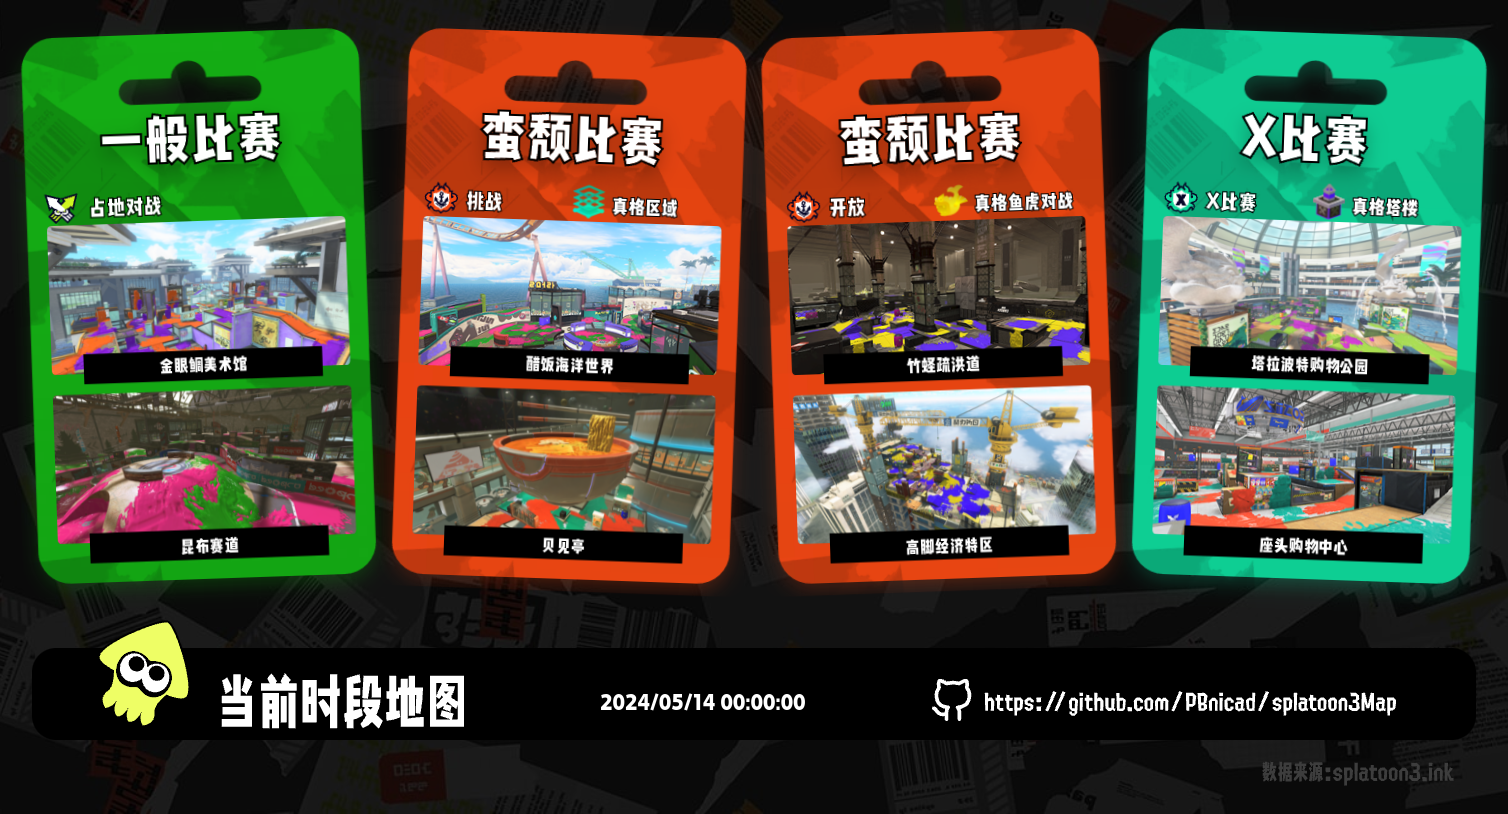 一般比赛
占地对战
金眼鲷美术馆
昆布赛道
蛮颓比赛
挑战
真格区域
醋饭海洋世界
贝见亭
蛮颓比赛
开放
真格鱼虎对战
竹蛏疏洪道
高脚经济特区
X比赛
X比赛
真格塔楼
塔拉波特购物公园
座头购物中心
当前时段地图
2024/05/14 00:00:00
https://github.com/PBnicad/splatoon3Map
数据来源:splatoon3.ink